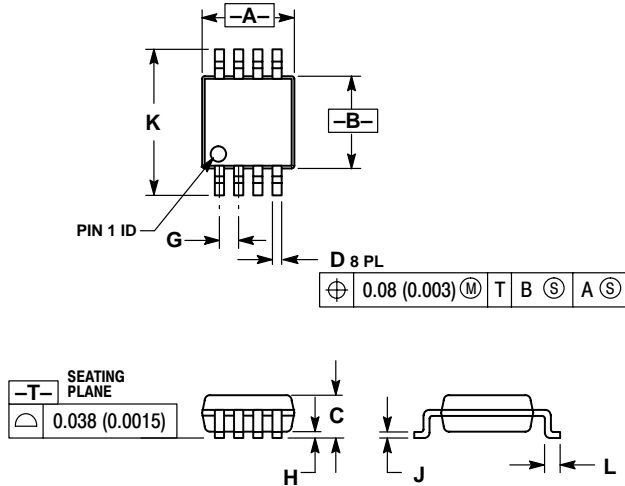 –A–
K
–B–
PIN 1 ID
G
D 8 PL
0.08 (0.003) Ⓜ T B Ⓢ A Ⓢ
–T– SEATING
PLANE
0.038 (0.0015)
C
H
J
L